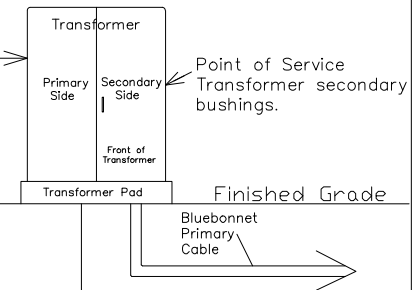 Transformer
Primary
Side
Secondary
Side
Point of Service
Transformer secondary
bushings.
Front of
Transformer
Transformer Pad
Finished Grade
Bluebonnet
Primary
Cable